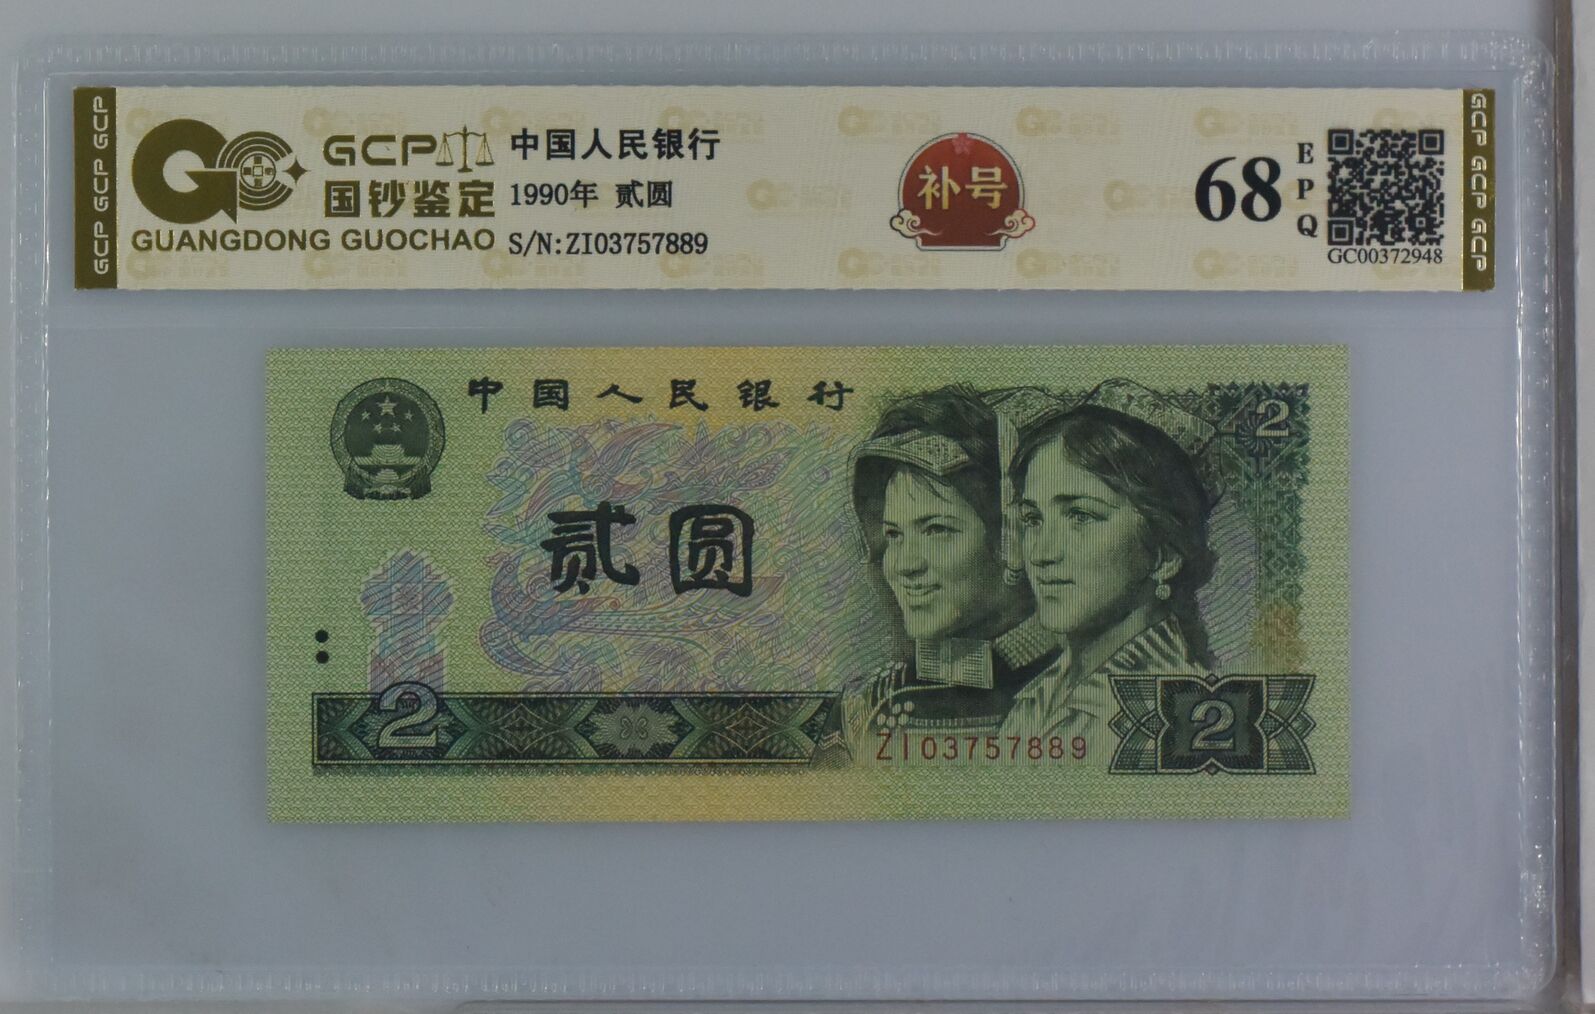 GCP GCP GCP
GCP
国钞鉴定
GUANGDONG GUOCHAO
中国人民银行
1990年 贰圆
S/N:ZI03757889
补号
68
EPQ
GC00372948
GCP GCP GCP
中国人民银行
2
贰圆
2
ZI03757889
2